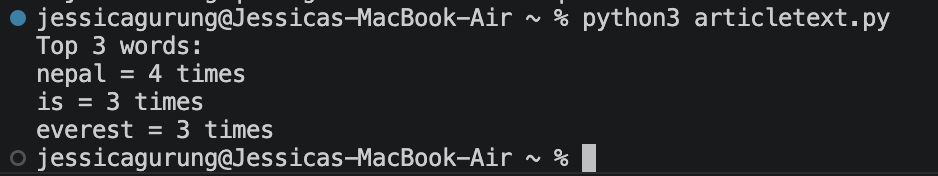 jessicagurung@Jessicas-MacBook-Air ~ % python3 articletext.py
Top 3 words:
nepal = 4 times
is = 3 times
everest = 3 times
jessicagurung@Jessicas-MacBook-Air ~ %